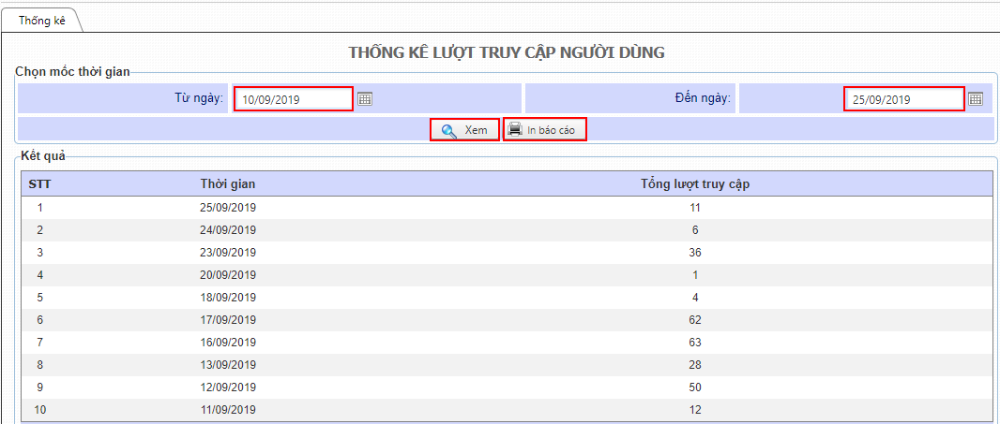 Thống kê
THỐNG KÊ LƯỢT TRUY CẬP NGƯỜI DÙNG
Chọn mốc thời gian
Từ ngày: 10/09/2019 Đến ngày: 25/09/2019
Xem In báo cáo
Kết quả
STT Thời gian Tổng lượt truy cập
1 25/09/2019 11
2 24/09/2019 6
3 23/09/2019 36
4 20/09/2019 1
5 18/09/2019 4
6 17/09/2019 62
7 16/09/2019 63
8 13/09/2019 28
9 12/09/2019 50
10 11/09/2019 12